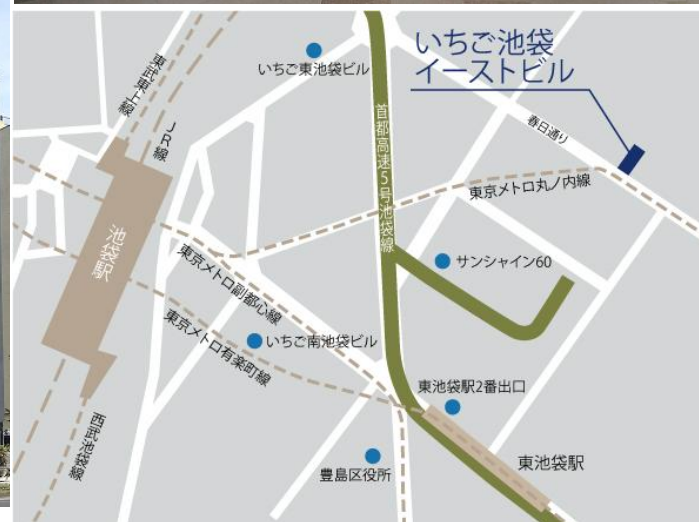 いちご池袋
イーストビル
いちご東池袋ビル
東武東上線
JR線
首都高速5号池袋線
春日通り
東京メトロ丸ノ内線
池袋駅
サンシャイン60
東京メトロ副都心線
いちご南池袋ビル
東京メトロ有楽町線
東池袋駅2番出口
西武池袋線
豊島区役所
東池袋駅